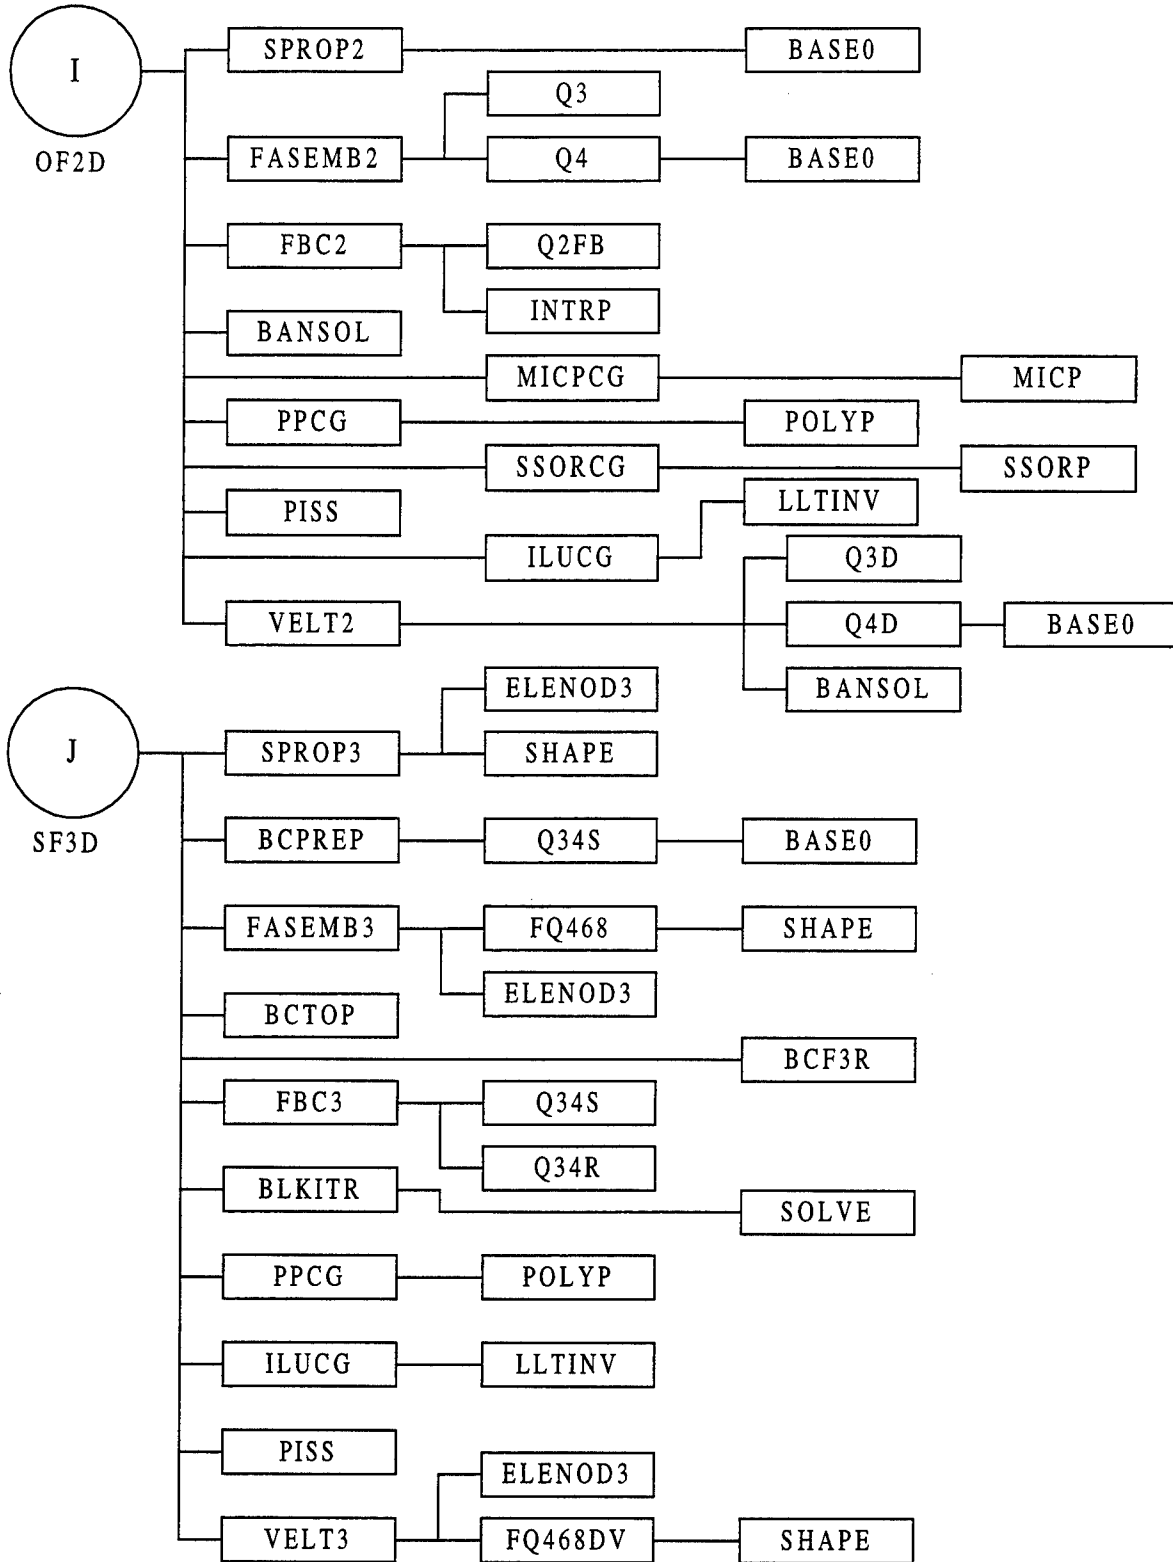 I
OF2D
SPROP2 BASE0
Q3
FASEMB2 Q4 BASE0
FBC2 Q2FB
INTRP
BANSOL
MICPCG MICP
PPCG POLYP
SSORCG SSORP
LLTINV
PISS
ILUCG Q3D
VELT2 Q4D BASE0
BANSOL
J
SF3D
ELENOD3
SPROP3 SHAPE
BCPREP Q34S BASE0
FASEMB3 FQ468 SHAPE
ELENOD3
BCTOP
BCF3R
FBC3 Q34S
Q34R
BLKITR
SOLVE
PPCG POLYP
ILUCG LLTINV
PISS
ELENOD3
VELT3 FQ468DV SHAPE